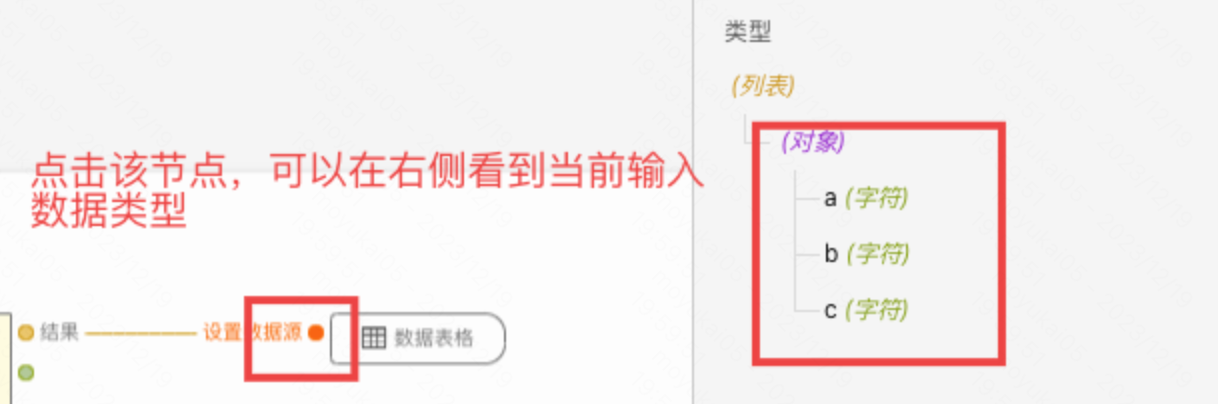 类型
(列表)
(对象)
点击该节点，可以在右侧看到当前输入
数据类型
a (字符)
b (字符)
c (字符)
结果
设置数据源
数据表格